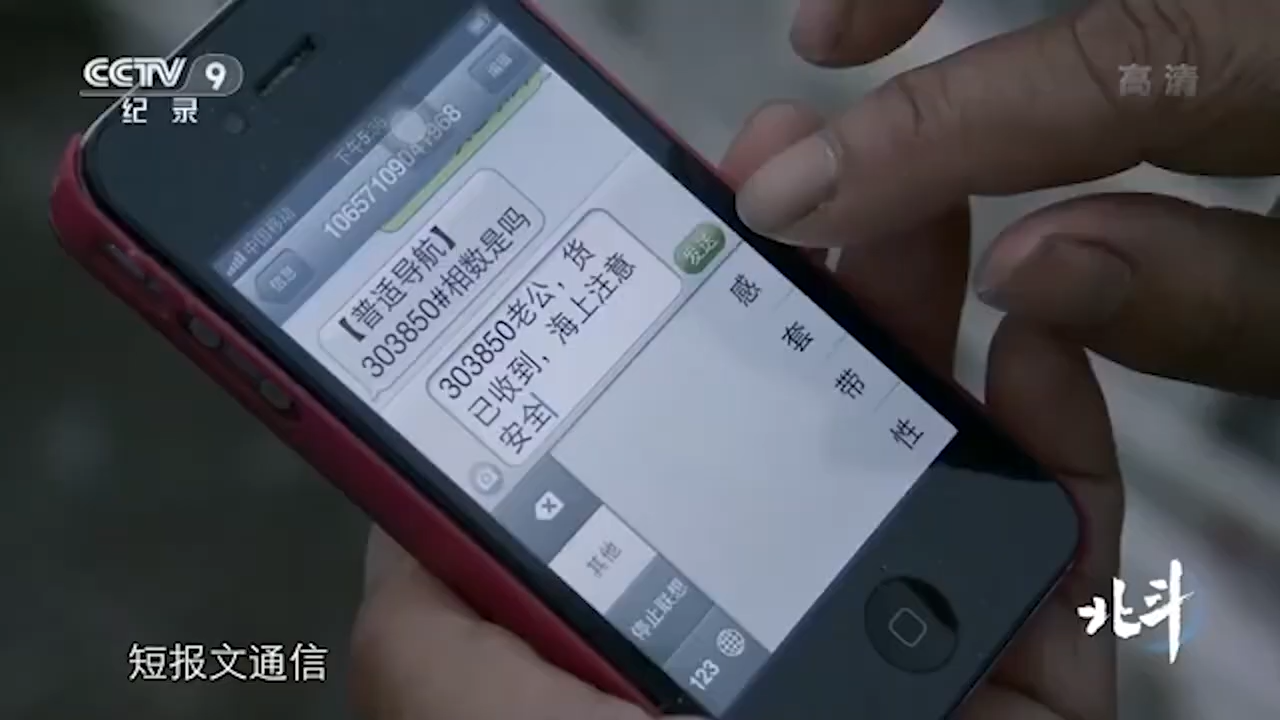 CCTV 9
纪录
高清
中国移动
下午5:
信息
编辑
【普适导航】
303850#相数是吗
303850老公，货
已收到，海上注意
安全
发送
感
套
带
性
其他
停止联想
123
短报文通信
北斗